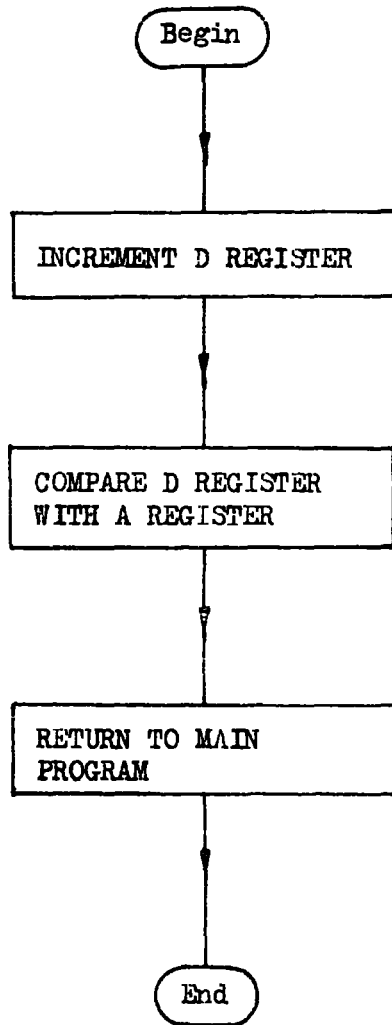 Begin
INCREMENT D REGISTER
COMPARE D REGISTER
WITH A REGISTER
RETURN TO MAIN
PROGRAM
End